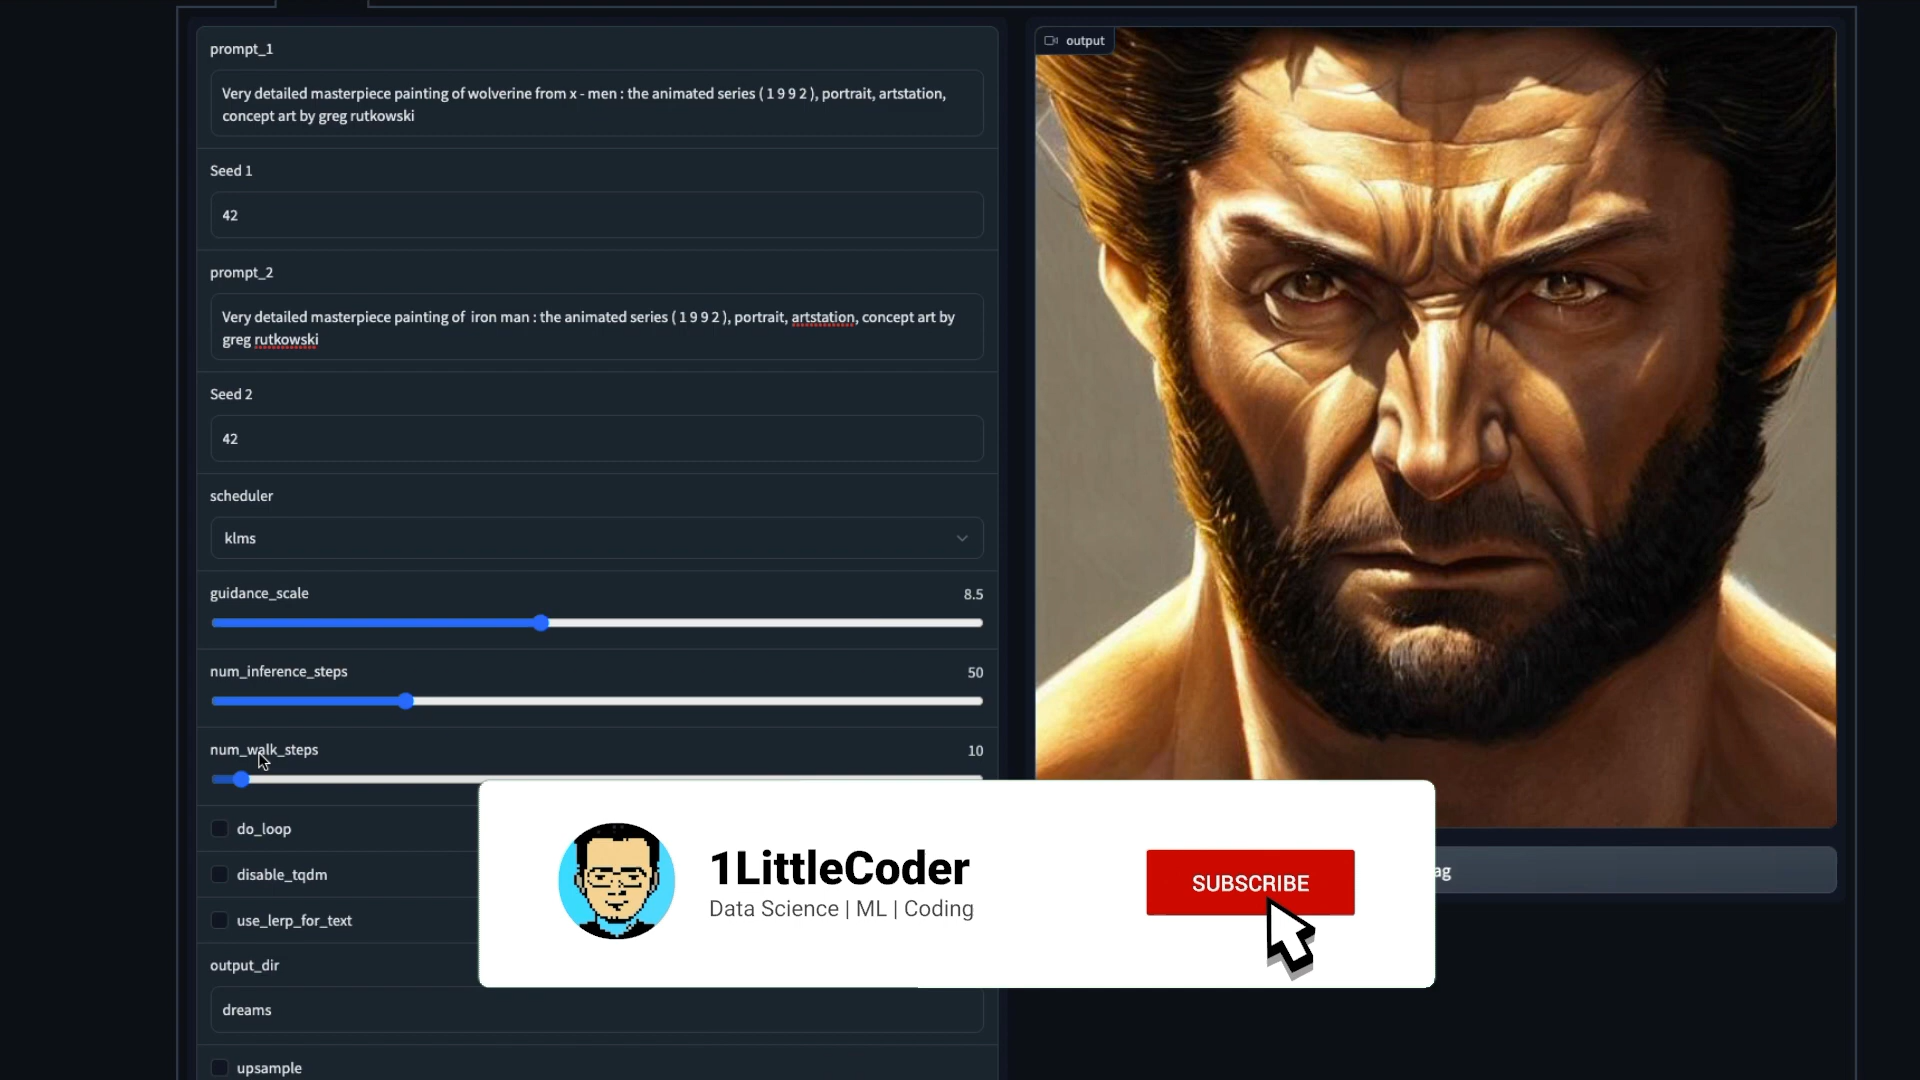 prompt_1
Very detailed masterpiece painting of wolverine from x - men : the animated series ( 1 9 9 2 ), portrait, artstation,
concept art by greg rutkowski
Seed 1
42
prompt_2
Very detailed masterpiece painting of iron man : the animated series ( 1 9 9 2 ), portrait, artstation, concept art by
greg rutkowski
Seed 2
42
scheduler
klms
guidance_scale
8.5
num_inference_steps
50
num_walk_steps
10
do_loop
disable_tqdm
use_lerp_for_text
output_dir
dreams
upsample
output
ag
1LittleCoder
Data Science | ML | Coding
SUBSCRIBE